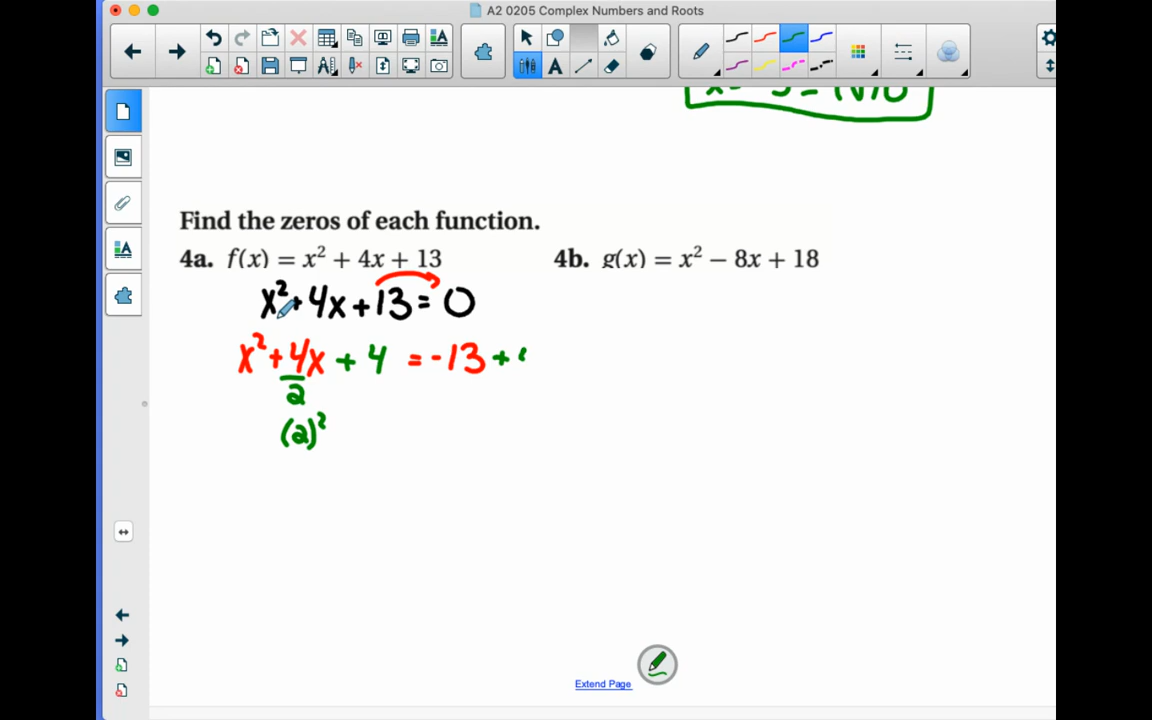 A2 0205 Complex Numbers and Roots
Find the zeros of each function.
4a. f(x) = x² + 4x + 13
4b. g(x) = x² − 8x + 18
x²+4x+13=0
x²+4x+4 =-13+
2
(2)²
Extend Page